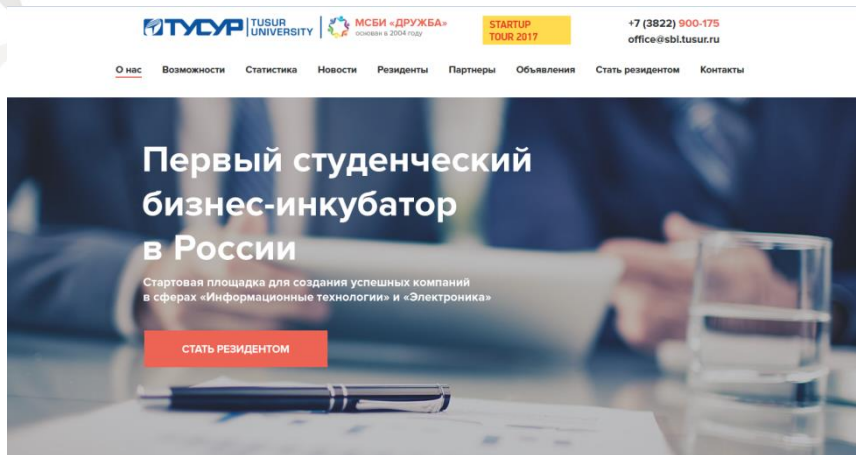 ТУСУР
TUSUR
UNIVERSITY
МСБИ «ДРУЖБА»
основан в 2004 году
STARTUP
TOUR 2017
+7 (3822) 900-175
office@sbi.tusur.ru
О нас Возможности Статистика Новости Резиденты Партнеры Объявления Стать резидентом Контакты
Первый студенческий
бизнес-инкубатор
в России
Стартовая площадка для создания успешных компаний
в сферах «Информационные технологии» и «Электроника»
СТАТЬ РЕЗИДЕНТОМ